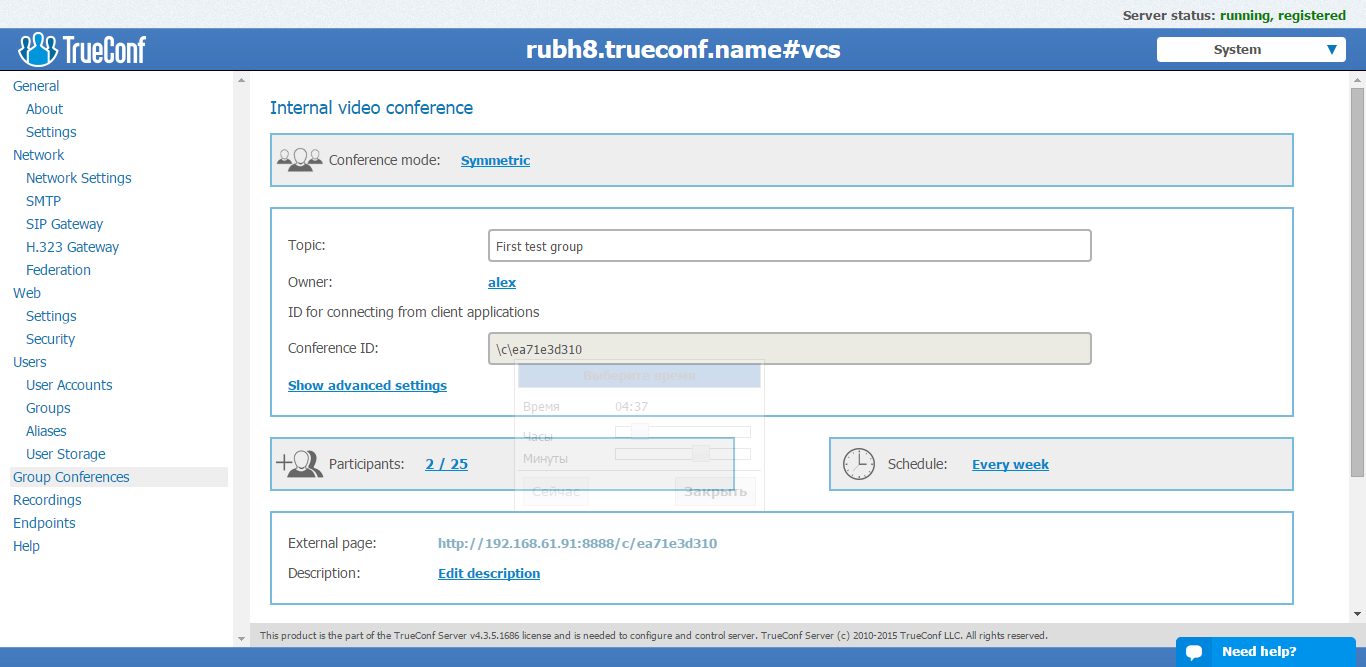 Server status: running, registered
TrueConf
rubh8.trueconf.name#vcs
System
General
About
Settings
Network
Network Settings
SMTP
SIP Gateway
H.323 Gateway
Federation
Web
Settings
Security
Users
User Accounts
Groups
Aliases
User Storage
Group Conferences
Recordings
Endpoints
Help
Internal video conference
Conference mode: Symmetric
Topic: First test group
Owner: alex
ID for connecting from client applications
Conference ID: \c\ea71e3d310
Show advanced settings
Выберите время
Время 04:37
Часы
Минуты
Сейчас Закрыть
Participants: 2 / 25
Schedule: Every week
External page: http://192.168.61.91:8888/c/ea71e3d310
Description: Edit description
This product is the part of the TrueConf Server v4.3.5.1686 license and is needed to configure and control server. TrueConf Server (c) 2010-2015 TrueConf LLC. All rights reserved.
Need help?